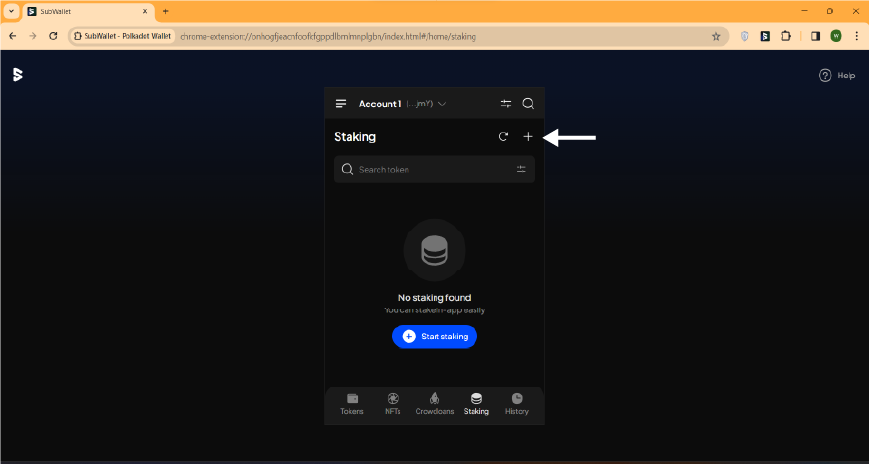 SubWallet
SubWallet - Polkadot Wallet
chrome-extension://onhogfjeacnfoofkfgppdlbmlmnplgbn/index.html#/home/staking
W
Help
Account 1 (...jmY)
Staking
Search token
No staking found
You can stake in-app easily
Start staking
Tokens NFTs Crowdloans Staking History